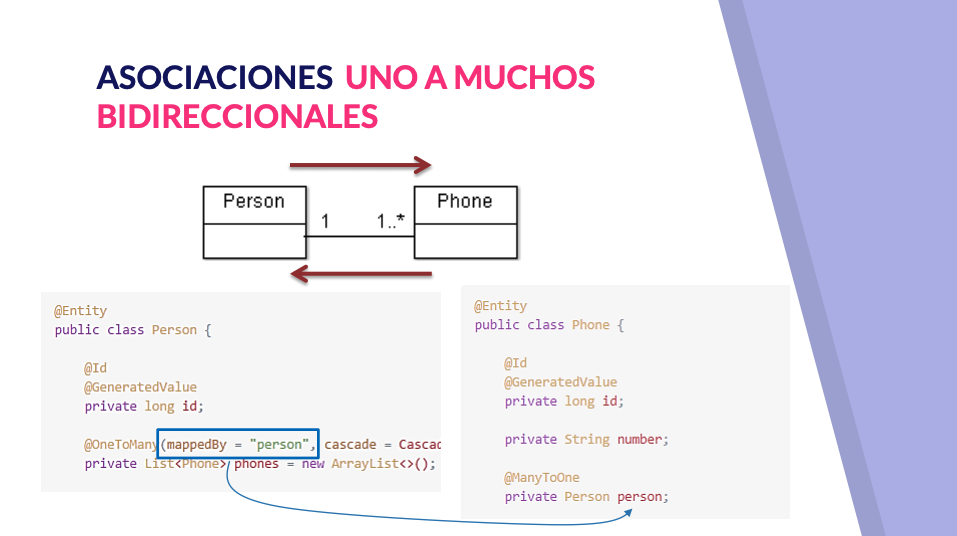 ASOCIACIONES UNO A MUCHOS
BIDIRECCIONALES
Person
1
1..*
Phone
@Entity
public class Person {
@Id
@GeneratedValue
private long id;
@OneToMany(mappedBy = "person", cascade = Cascad
private List<Phone> phones = new ArrayList<>();
@Entity
public class Phone {
@Id
@GeneratedValue
private long id;
private String number;
@ManyToOne
private Person person;